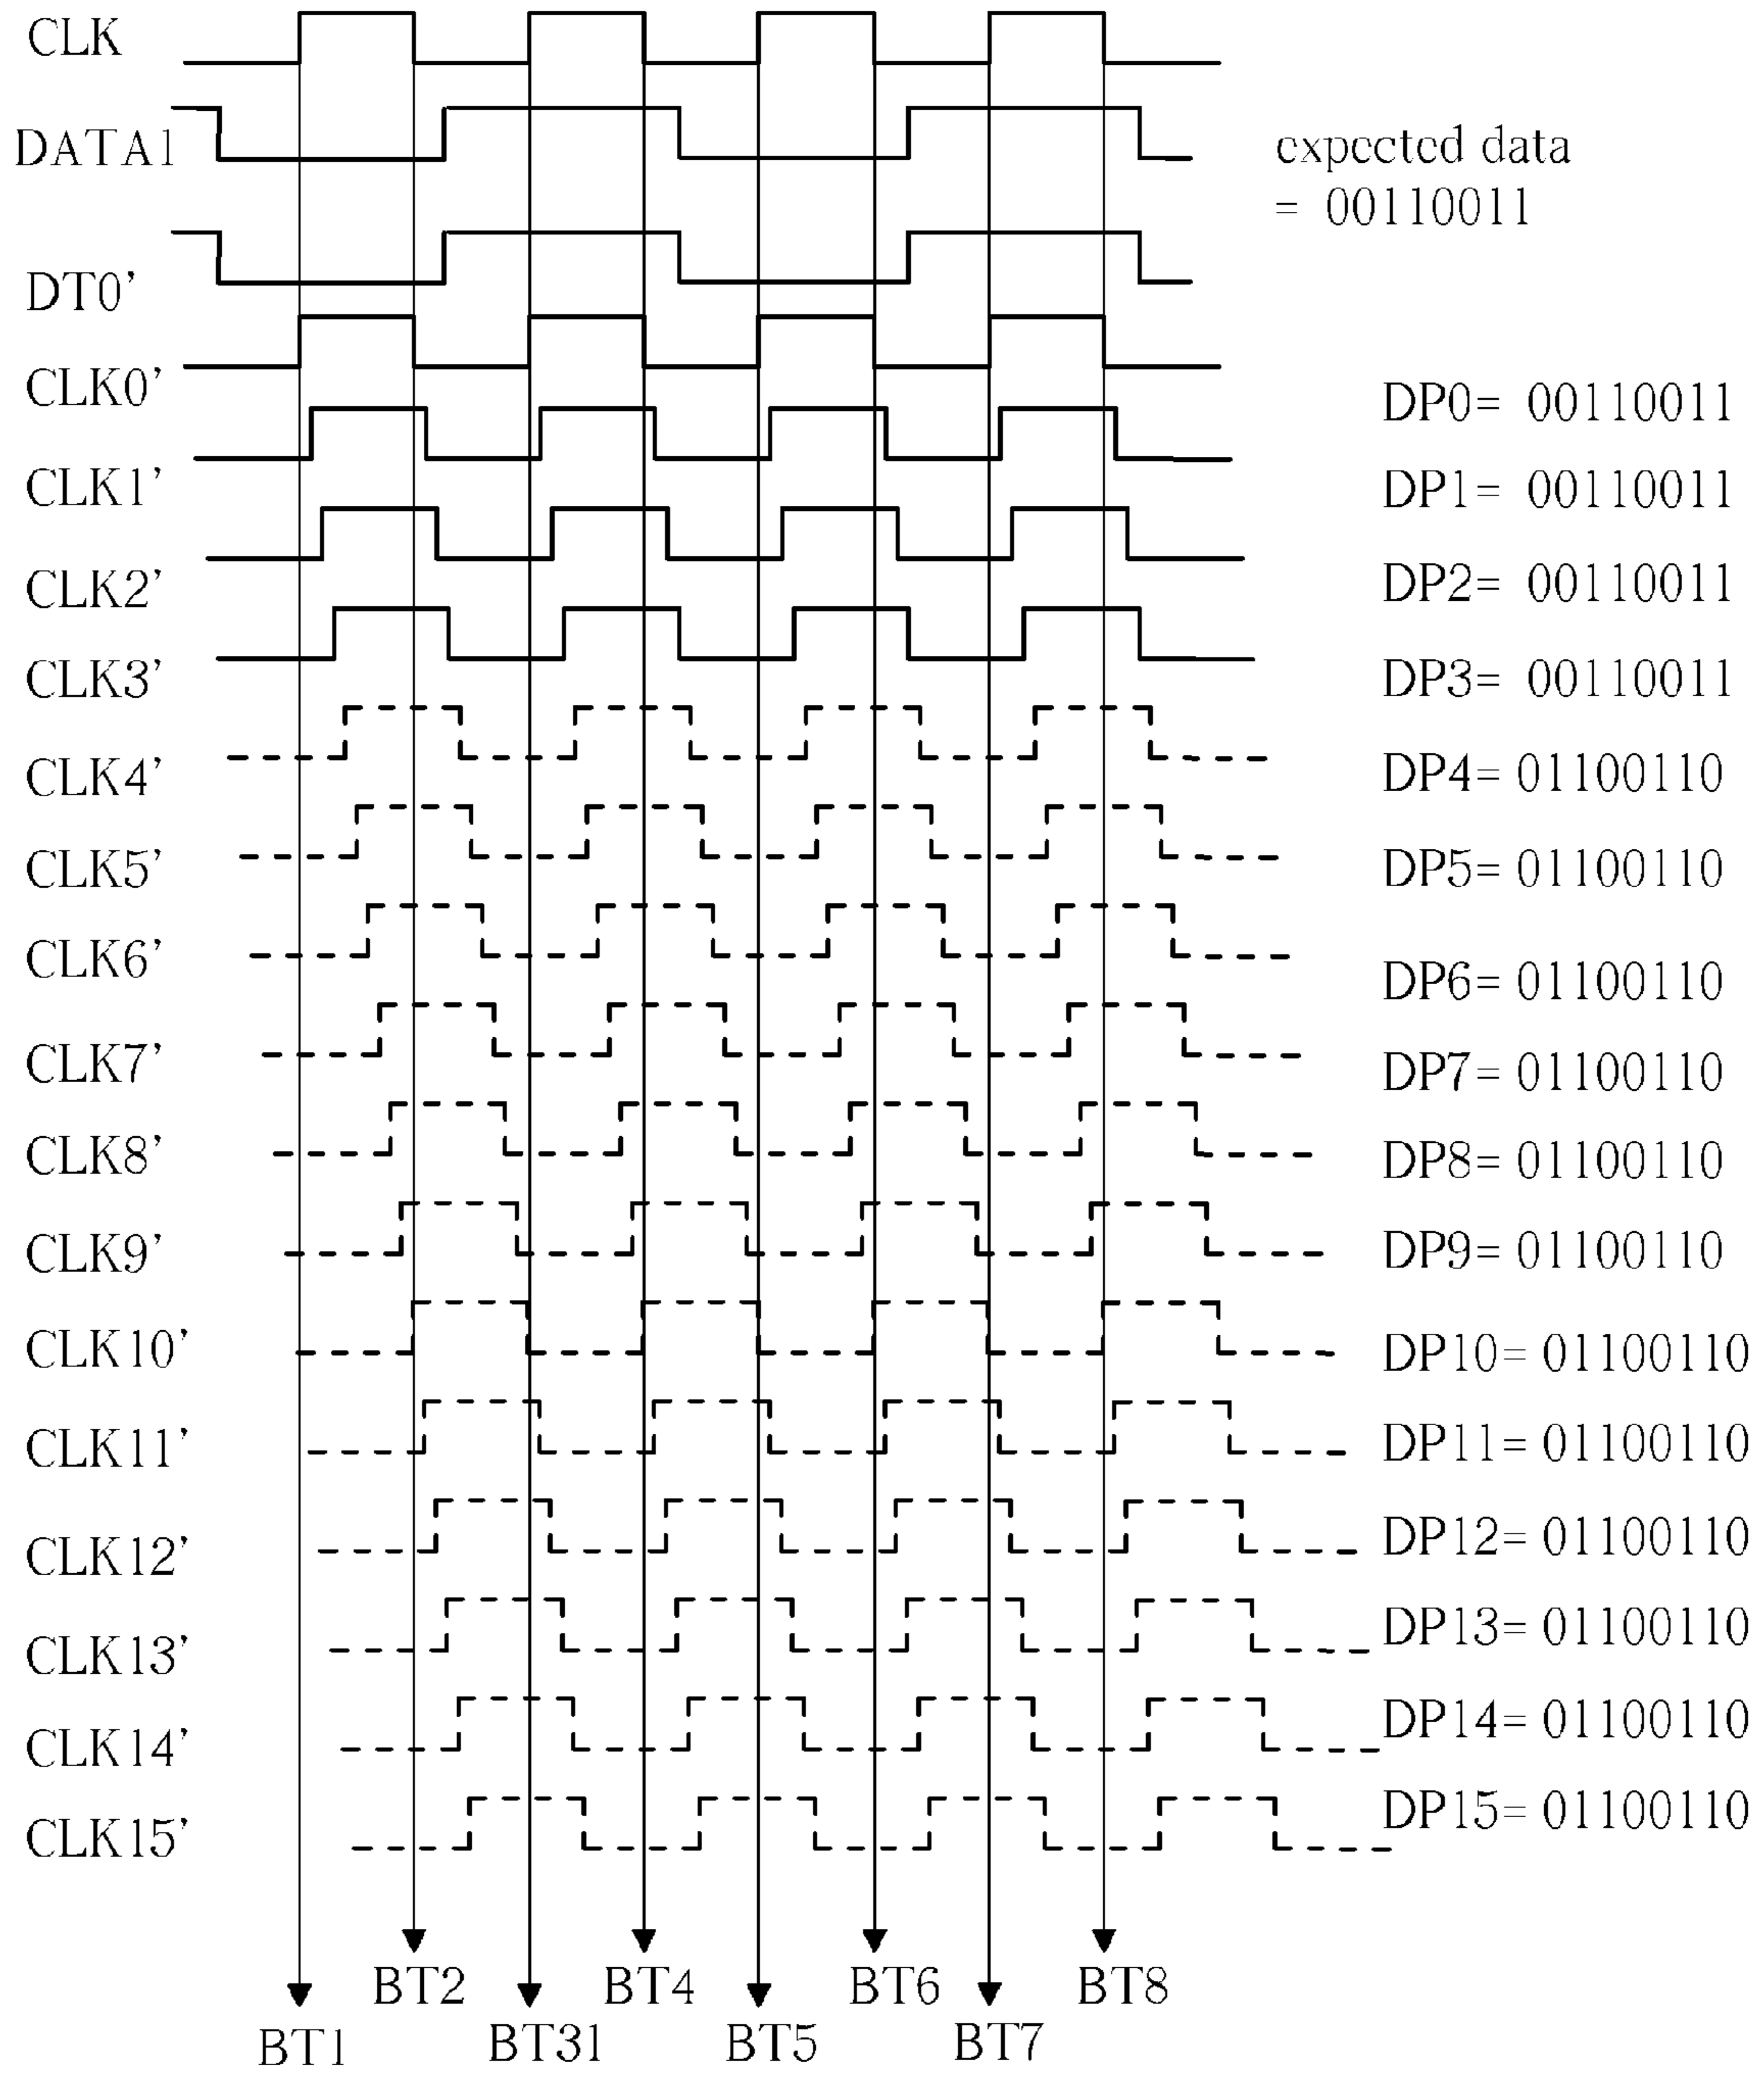 CLK
DATA1
expected data
= 00110011
DT0'
CLK0'
DP0= 00110011
CLK1'
DP1= 00110011
CLK2'
DP2= 00110011
CLK3'
DP3= 00110011
CLK4'
DP4= 01100110
CLK5'
DP5= 01100110
CLK6'
DP6= 01100110
CLK7'
DP7= 01100110
CLK8'
DP8= 01100110
CLK9'
DP9= 01100110
CLK10'
DP10= 01100110
CLK11'
DP11= 01100110
CLK12'
DP12= 01100110
CLK13'
DP13= 01100110
CLK14'
DP14= 01100110
CLK15'
DP15= 01100110
BT2
BT4
BT6
BT8
BT1
BT31
BT5
BT7